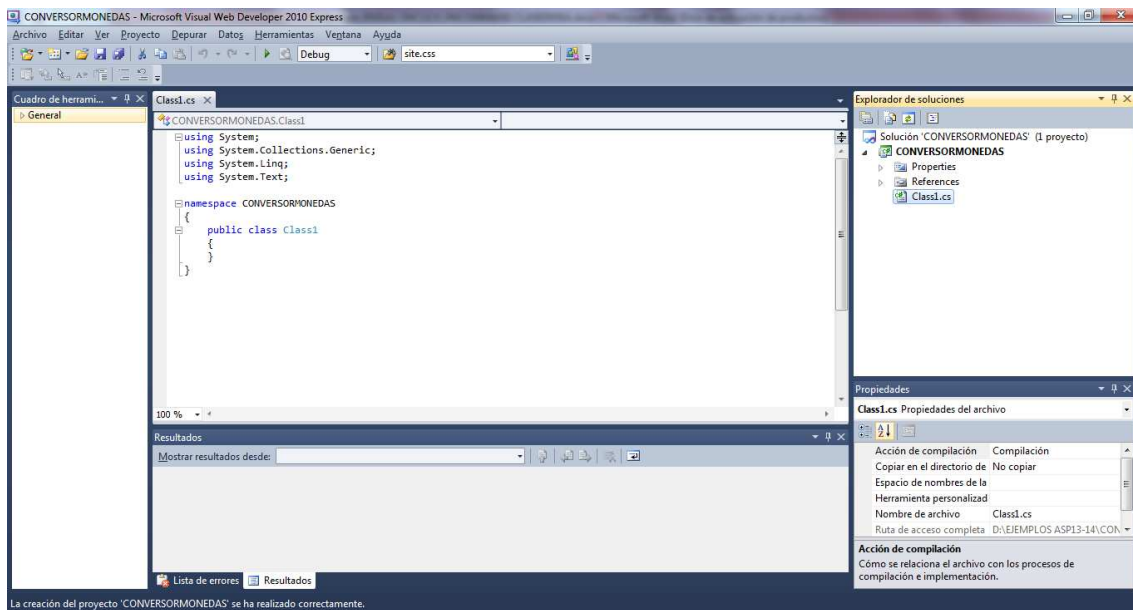 CONVERSORMONEDAS - Microsoft Visual Web Developer 2010 Express
Archivo Editar Ver Proyecto Depurar Datos Herramientas Ventana Ayuda
Debug site.css
Cuadro de herrami...
General
Class1.cs
CONVERSORMONEDAS.Class1
using System;
using System.Collections.Generic;
using System.Linq;
using System.Text;
namespace CONVERSORMONEDAS
{
public class Class1
{
}
}
100 %
Resultados
Mostrar resultados desde:
Lista de errores Resultados
Explorador de soluciones
Solución 'CONVERSORMONEDAS' (1 proyecto)
CONVERSORMONEDAS
Properties
References
Class1.cs
Propiedades
Class1.cs Propiedades del archivo
Acción de compilación Compilación
Copiar en el directorio de No copiar
Espacio de nombres de la
Herramienta personalizad
Nombre de archivo Class1.cs
Ruta de acceso completa D:\EJEMPLOS ASP13-14\CON
Acción de compilación
Cómo se relaciona el archivo con los procesos de
compilación e implementación.
La creación del proyecto 'CONVERSORMONEDAS' se ha realizado correctamente.